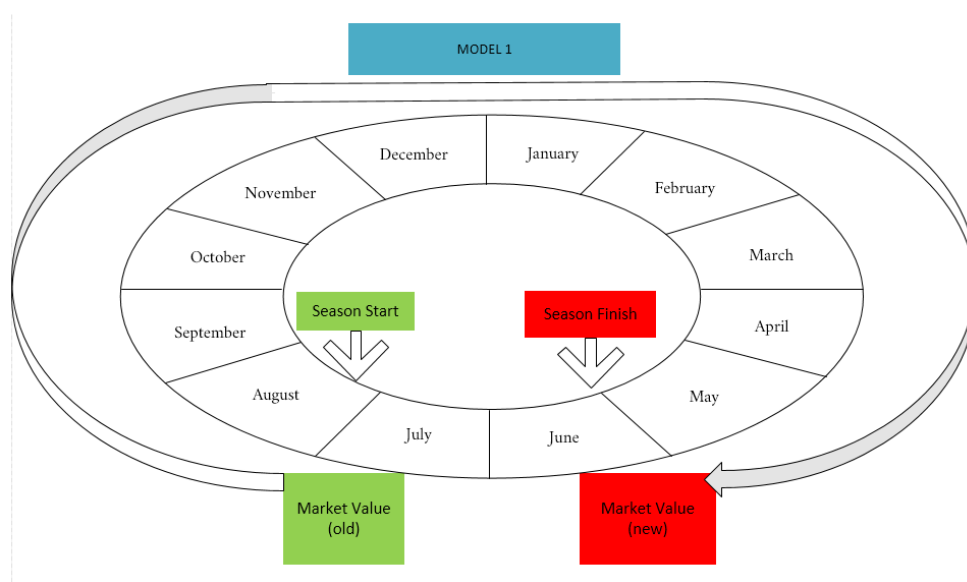 MODEL 1
December
January
November
February
October
March
Season Start
Season Finish
September
April
August
May
July
June
Market Value
(old)
Market Value
(new)